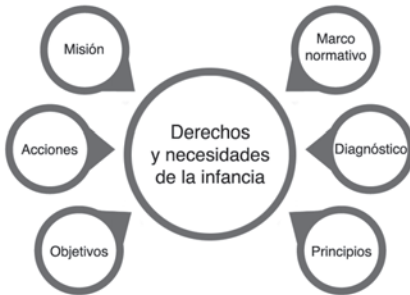 Misión
Marco
normativo
Derechos
y necesidades
de la infancia
Acciones
Diagnóstico
Objetivos
Principios